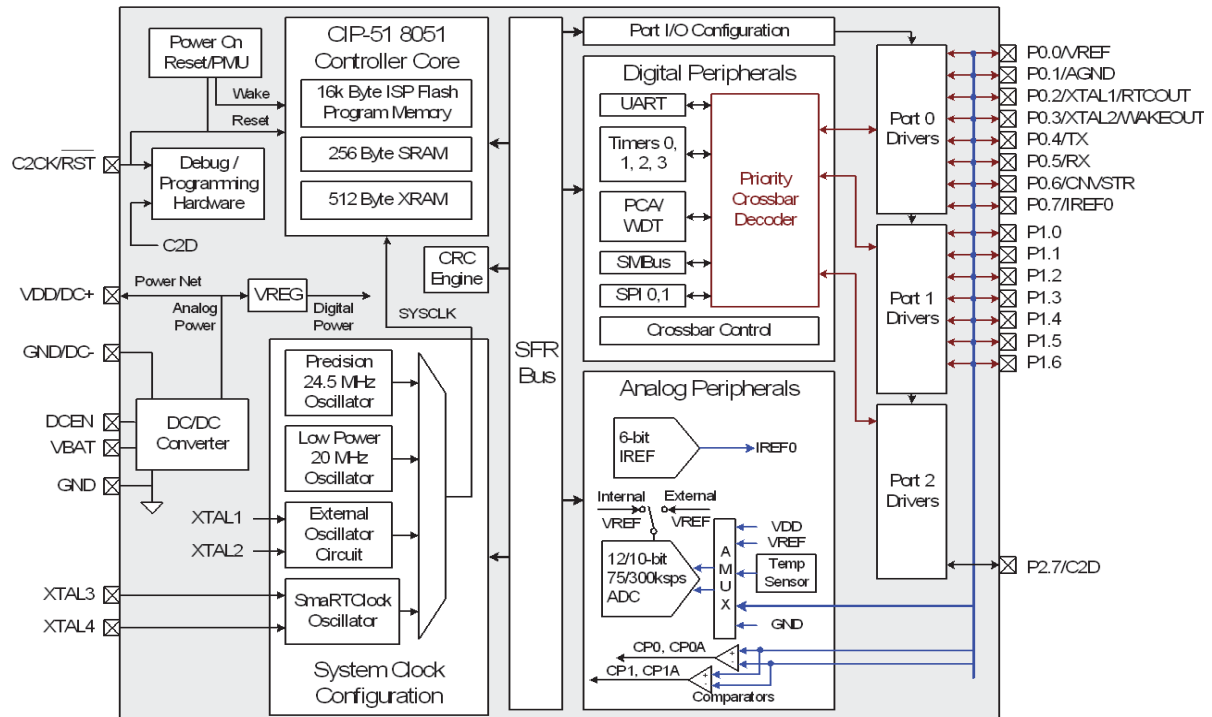 Power On
Reset/PMU
Wake
Reset
C2CK/RST
Debug /
Programming
Hardware
C2D
CIP-51 8051
Controller Core
16k Byte ISP Flash
Program Memory
256 Byte SRAM
512 Byte XRAM
CRC
Engine
VDD/DC+
Power Net
VREG
Analog
Power
Digital
Power
SYSCLK
GND/DC-
DCEN
VBAT
GND
DC/DC
Converter
Precision
24.5 MHz
Oscillator
Low Power
20 MHz
Oscillator
XTAL1
XTAL2
External
Oscillator
Circuit
XTAL3
XTAL4
SmaRTClock
Oscillator
System Clock
Configuration
SFR
Bus
Port I/O Configuration
Digital Peripherals
UART
Timers 0,
1, 2, 3
PCA/
WDT
SMBus
SPI 0,1
Priority
Crossbar
Decoder
Crossbar Control
Analog Peripherals
6-bit
IREF
IREF0
Internal
External
VREF
VREF
12/10-bit
75/300ksps
ADC
A
M
U
X
VDD
VREF
Temp
Sensor
GND
CP0, CP0A
+
-
CP1, CP1A
+
-
Comparators
Port 0
Drivers
Port 1
Drivers
Port 2
Drivers
P0.0/VREF
P0.1/AGND
P0.2/XTAL1/RTCOUT
P0.3/XTAL2/WAKEOUT
P0.4/TX
P0.5/RX
P0.6/CNVSTR
P0.7/IREF0
P1.0
P1.1
P1.2
P1.3
P1.4
P1.5
P1.6
P2.7/C2D